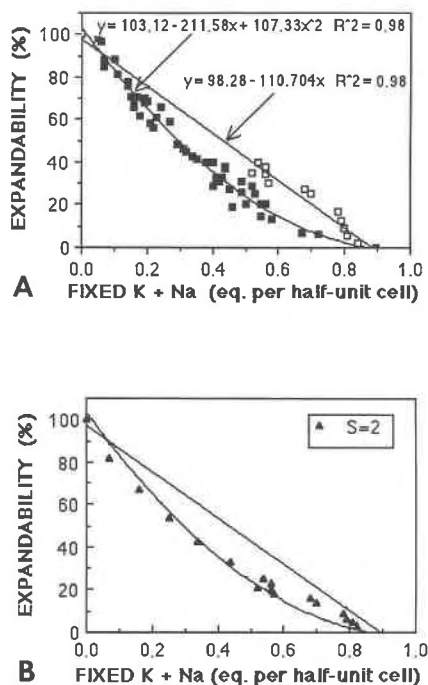 y= 103,12-211,58x+ 107,33x^2 R^2= 0,98
y= 98.28-110.704x R^2= 0.98
EXPANDABILITY (%)
100
80
60
40
20
0
0.0 0.2 0.4 0.6 0.8 1.0
A FIXED K + Na (eq. per half-unit cell)
S=2
EXPANDABILITY (%)
100
80
60
40
20
0
0,0 0,2 0,4 0,6 0,8 1,0
B FIXED K + Na (eq. per half-unit cell)